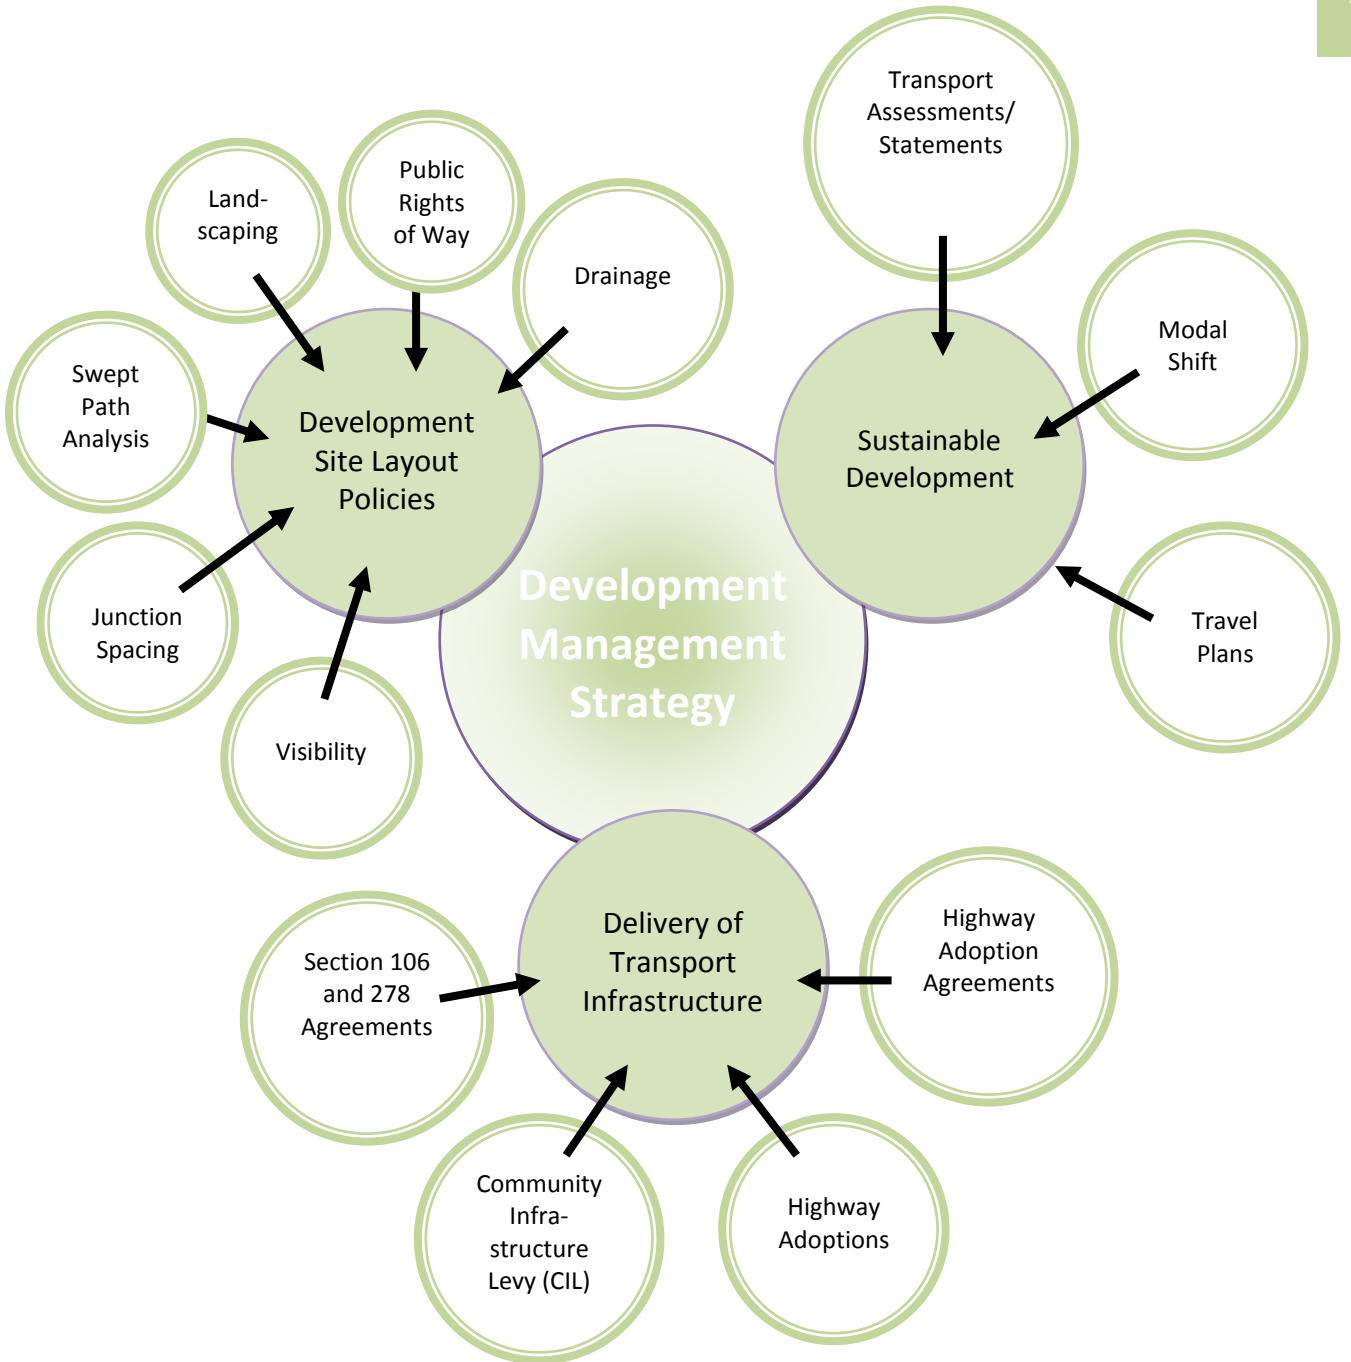 Transport
Assessments/
Statements
Public
Rights
of Way
Land-
scaping
Drainage
Modal
Shift
Swept
Path
Analysis
Development
Site Layout
Policies
Sustainable
Development
Development
Management
Strategy
Junction
Spacing
Travel
Plans
Visibility
Delivery of
Transport
Infrastructure
Highway
Adoption
Agreements
Section 106
and 278
Agreements
Community
Infra-
structure
Levy (CIL)
Highway
Adoptions